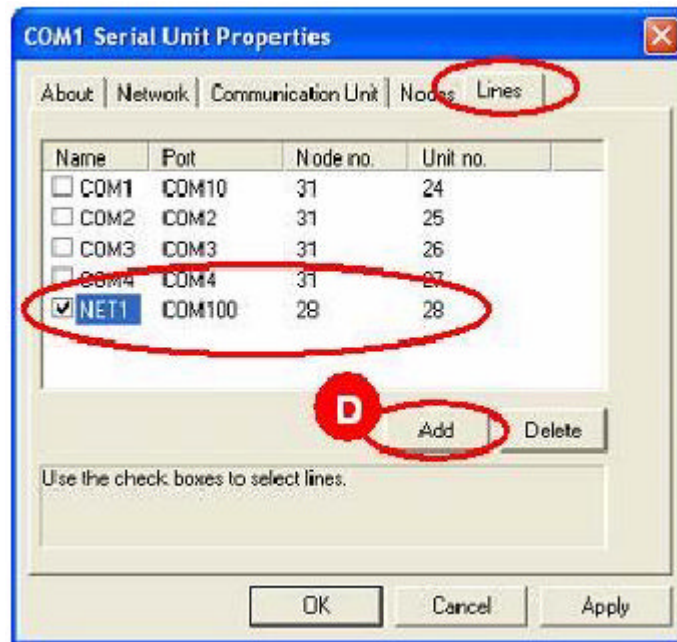 COM1 Serial Unit Properties
About Network Communication Unit Nodes Lines
Name Port Node no. Unit no.
COM1 COM10 31 24
COM2 COM2 31 25
COM3 COM3 31 26
COM4 COM4 31 27
NET1 COM100 28 28
D
Add Delete
Use the check boxes to select lines.
OK Cancel Apply